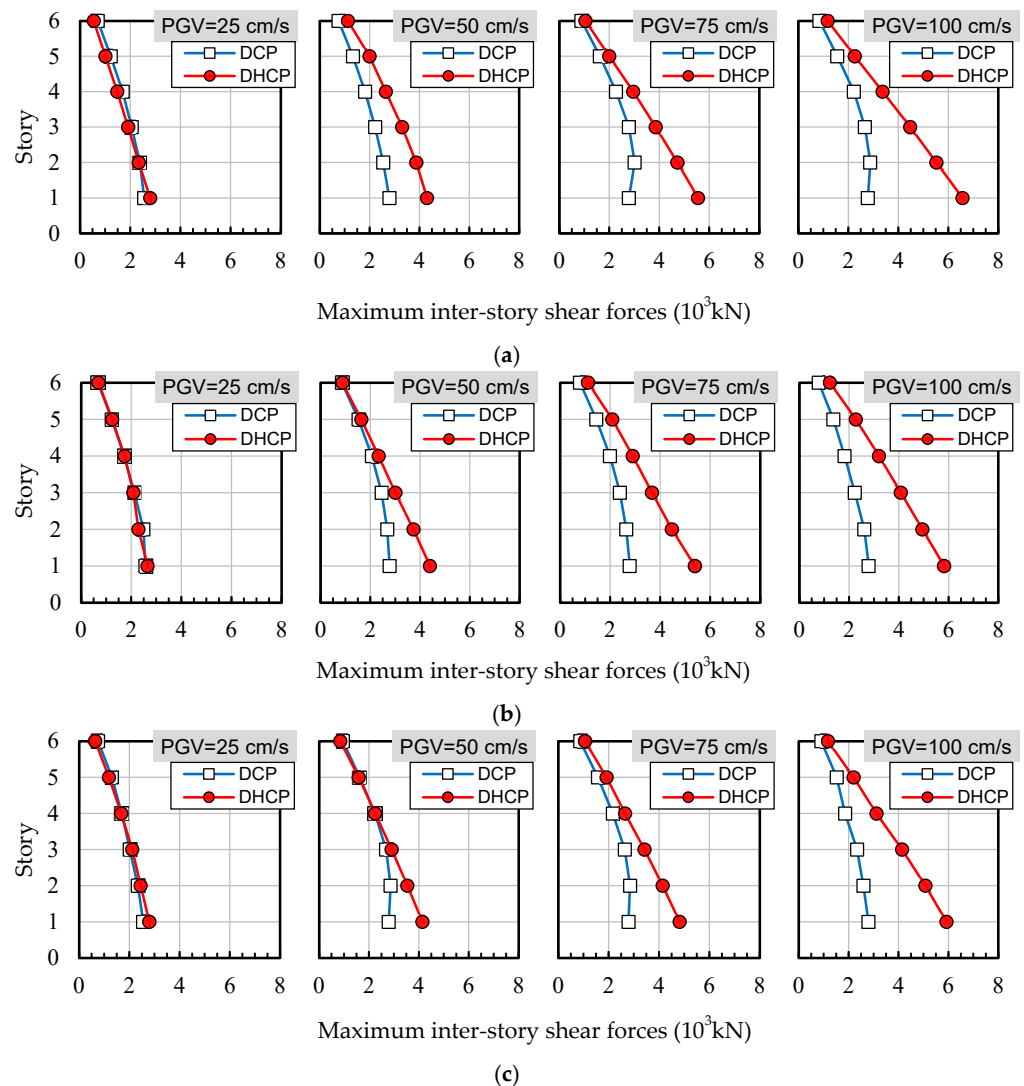 PGV=25 cm/s PGV=50 cm/s PGV=75 cm/s PGV=100 cm/s
6
DCP DCP DCP DCP
5
DHCP DHCP DHCP DHCP
4
Story
3
2
1
0
0 2 4 6 8 0 2 4 6 8 0 2 4 6 8 0 2 4 6 8
Maximum inter-story shear forces (10³kN)
(a)
PGV=25 cm/s PGV=50 cm/s PGV=75 cm/s PGV=100 cm/s
6
DCP DCP DCP DCP
5
DHCP DHCP DHCP DHCP
4
Story
3
2
1
0
0 2 4 6 8 0 2 4 6 8 0 2 4 6 8 0 2 4 6 8
Maximum inter-story shear forces (10³kN)
(b)
PGV=25 cm/s PGV=50 cm/s PGV=75 cm/s PGV=100 cm/s
6
DCP DCP DCP DCP
5
DHCP DHCP DHCP DHCP
4
Story
3
2
1
0
0 2 4 6 8 0 2 4 6 8 0 2 4 6 8 0 2 4 6 8
Maximum inter-story shear forces (10³kN)
(c)